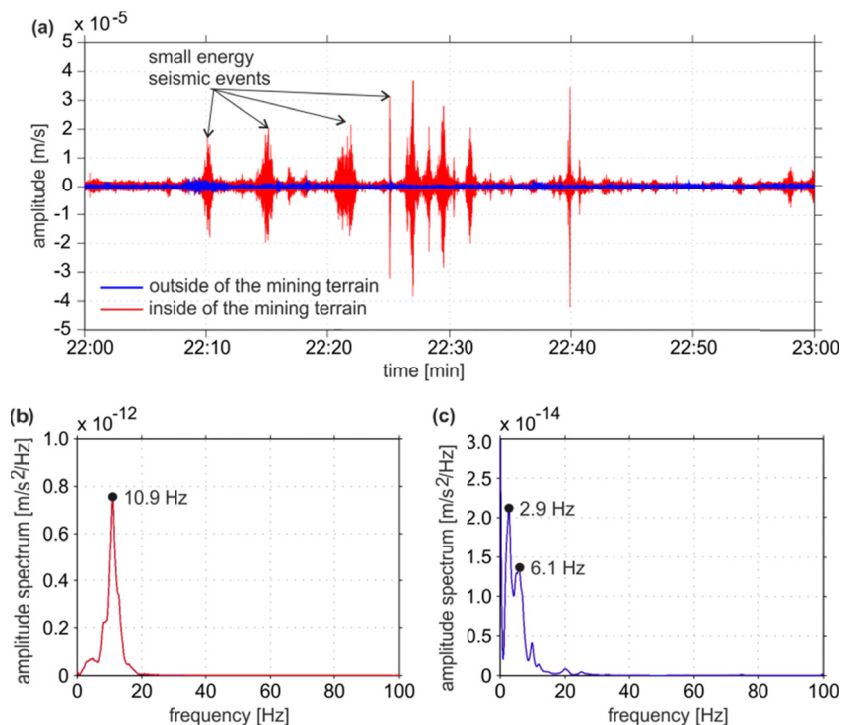 (a)
x 10⁻⁵
amplitude [m/s]
5
4
3
2
1
0
-1
-2
-3
-4
-5
small energy
seismic events
outside of the mining terrain
inside of the mining terrain
22:00 22:10 22:20 22:30 22:40 22:50 23:00
time [min]
(b)
x 10⁻¹²
amplitude spectrum [m/s²/Hz]
1.0
0.8
0.6
0.4
0.12
0
10.9 Hz
0 20 40 60 80 100
frequency [Hz]
(c)
x 10⁻¹⁴
amplitude spectrum [m/s²/Hz]
3.0
2.5
2.0
1.5
1.0
0.5
0
2.9 Hz
6.1 Hz
0 20 40 60 80 100
frequency [Hz]